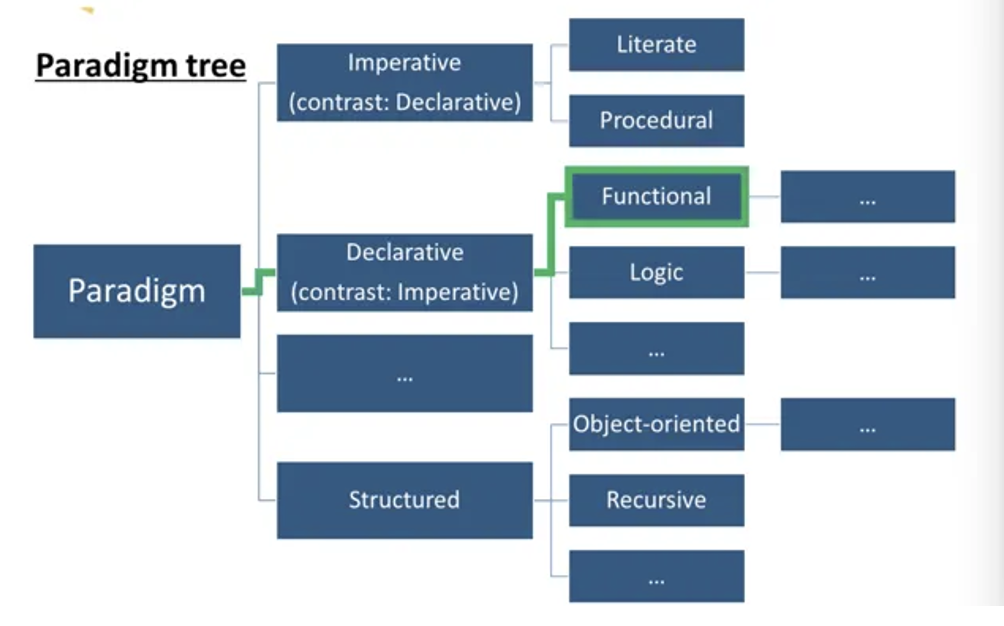 Paradigm tree
Paradigm
Imperative
(contrast: Declarative)
Literate
Procedural
Declarative
(contrast: Imperative)
Functional
...
Logic
...
...
...
Structured
Object-oriented
...
Recursive
...